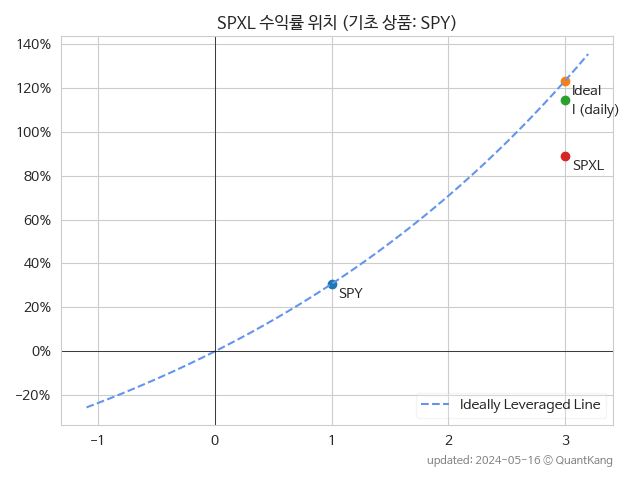 SPXL 수익률 위치 (기초 상품: SPY)
140%
120%
100%
80%
60%
40%
20%
0%
−20%
Ideal
I (daily)
SPXL
SPY
Ideally Leveraged Line
−1
0
1
2
3
updated: 2024-05-16 © QuantKang